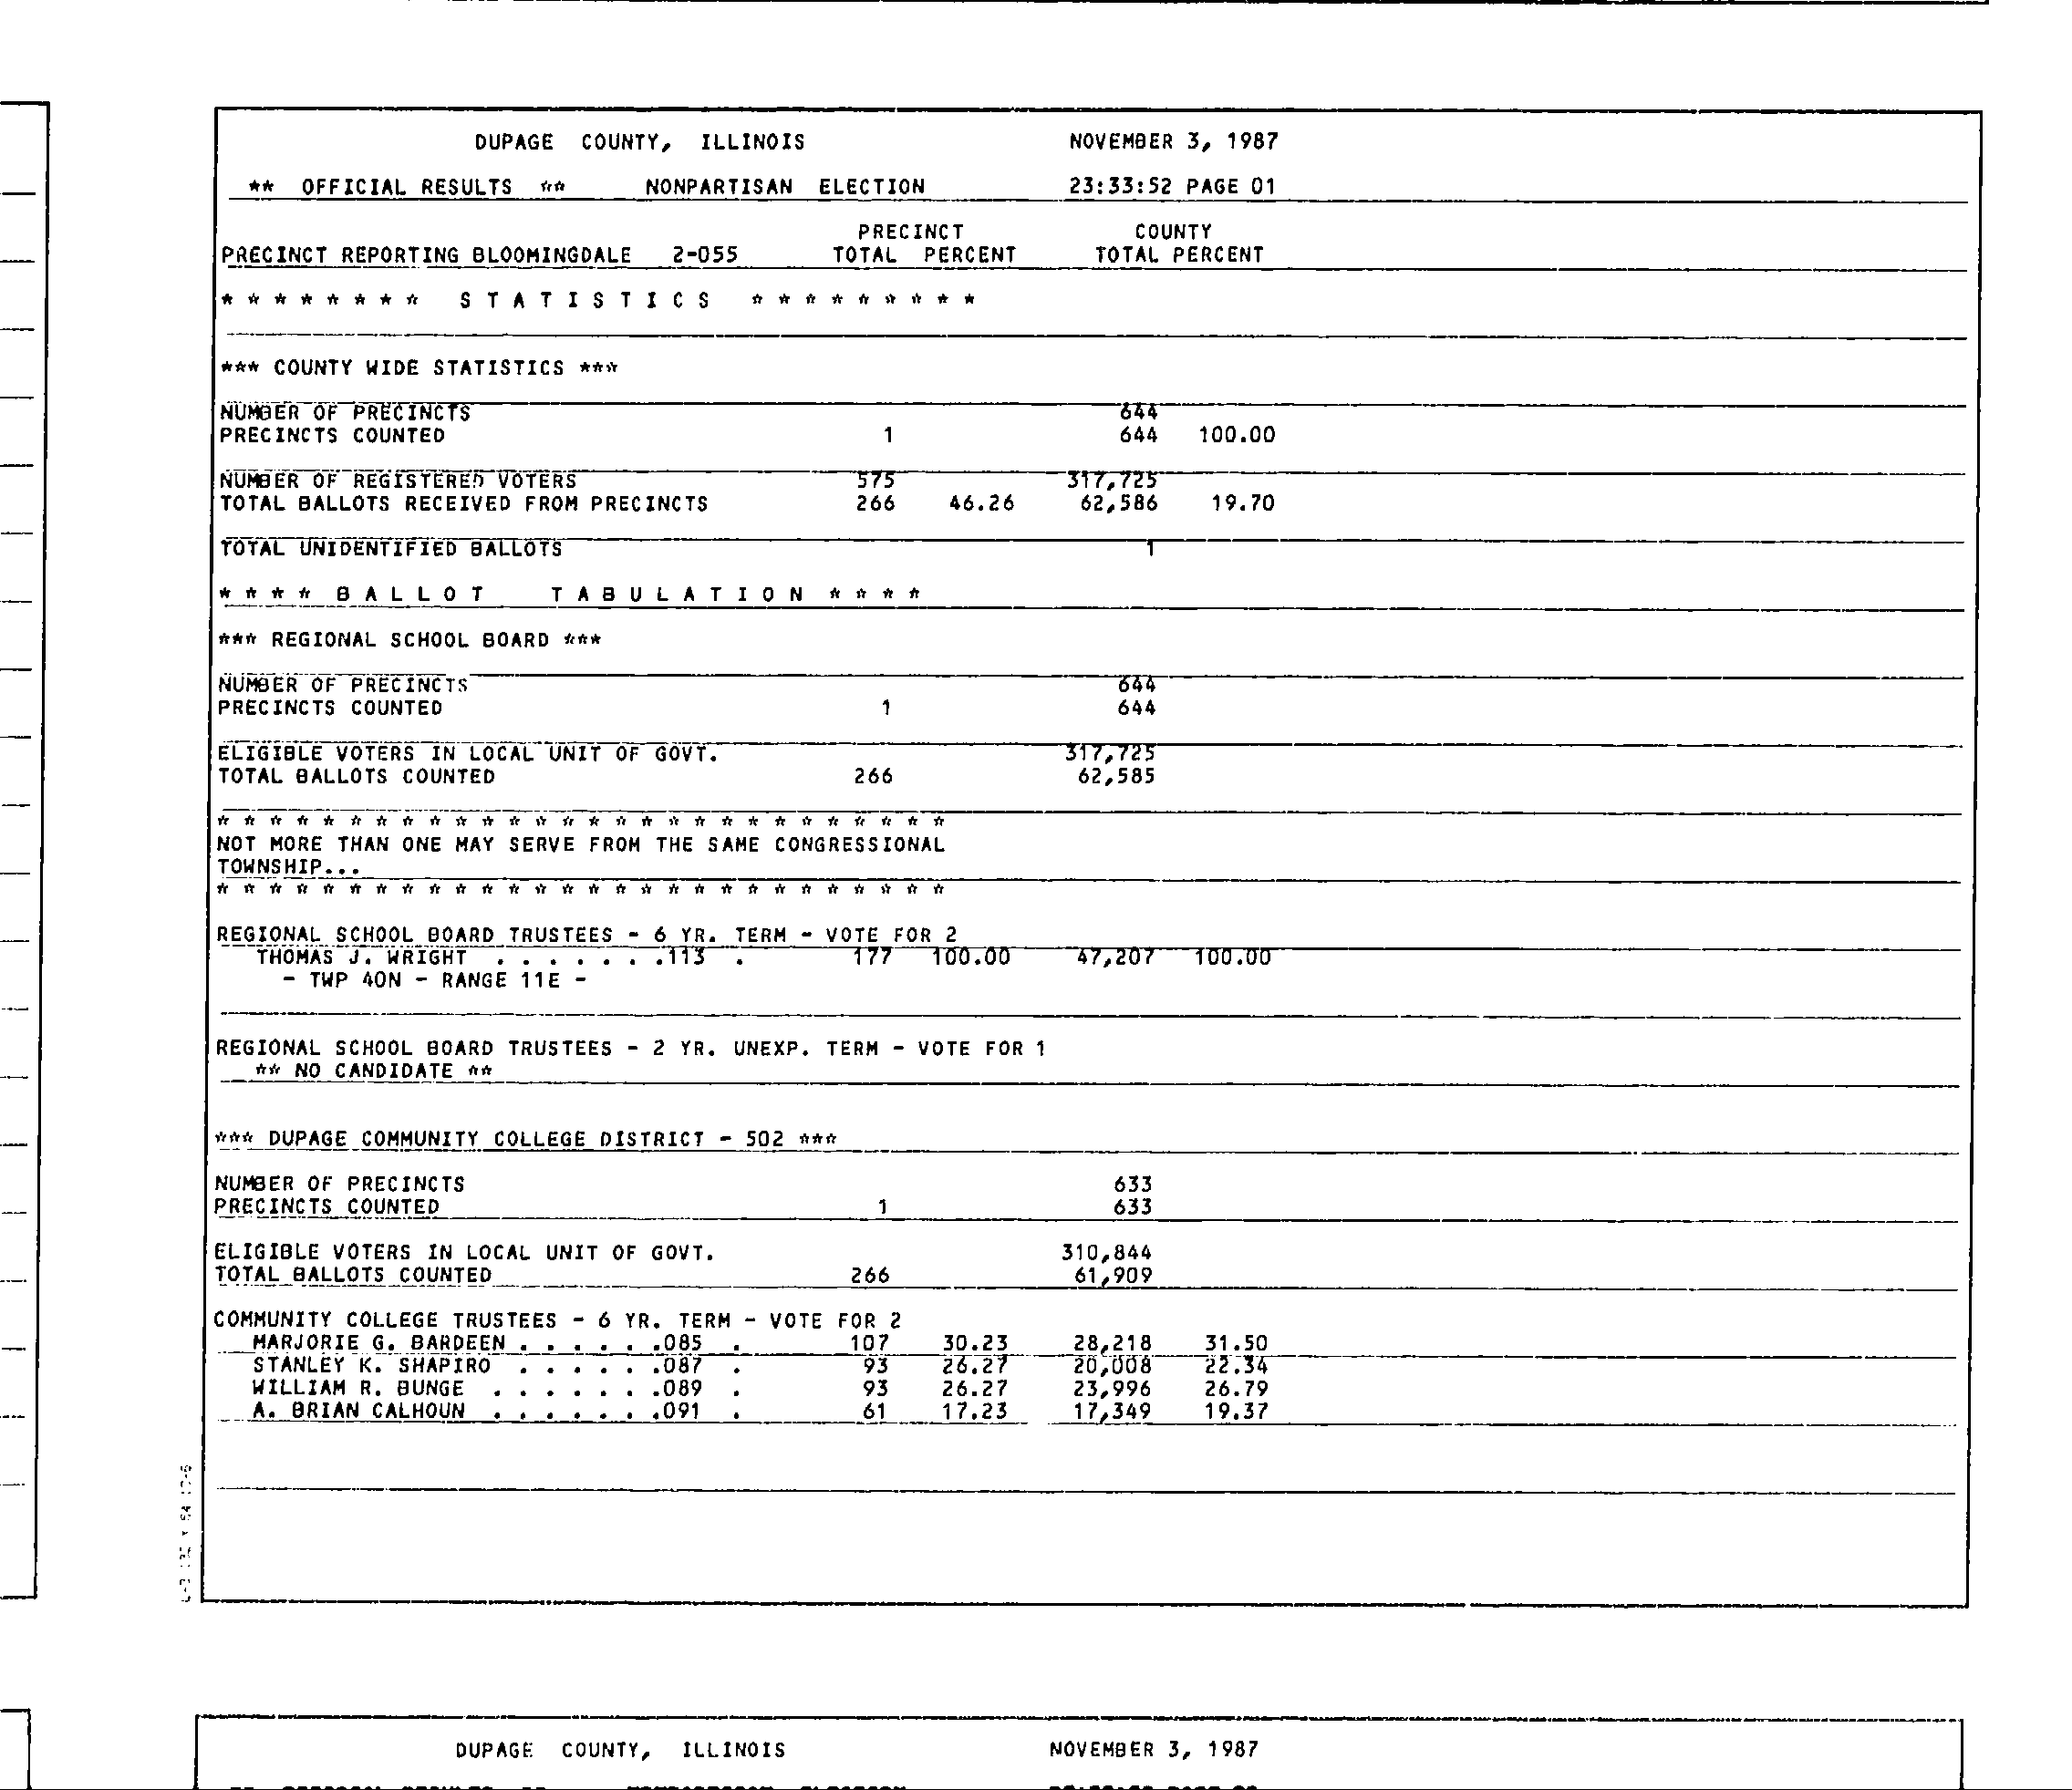 DUPAGE COUNTY, ILLINOIS NOVEMBER 3, 1987
** OFFICIAL RESULTS ** NONPARTISAN ELECTION 23:33:52 PAGE 01
PRECINCT COUNTY
PRECINCT REPORTING BLOOMINGDALE 2-055 TOTAL PERCENT TOTAL PERCENT
* * * * * * * * S T A T I S T I C S * * * * * * * * *
*** COUNTY WIDE STATISTICS ***
NUMBER OF PRECINCTS 644
PRECINCTS COUNTED 1 644 100.00
NUMBER OF REGISTERED VOTERS 575 317,725
TOTAL BALLOTS RECEIVED FROM PRECINCTS 266 46.26 62,586 19.70
TOTAL UNIDENTIFIED BALLOTS 1
* * * * B A L L O T T A B U L A T I O N * * * *
*** REGIONAL SCHOOL BOARD ***
NUMBER OF PRECINCTS 644
PRECINCTS COUNTED 1 644
ELIGIBLE VOTERS IN LOCAL UNIT OF GOVT. 317,725
TOTAL BALLOTS COUNTED 266 62,585
* * * * * * * * * * * * * * * * * * * * * * * * * * * *
NOT MORE THAN ONE MAY SERVE FROM THE SAME CONGRESSIONAL
TOWNSHIP...
* * * * * * * * * * * * * * * * * * * * * * * * * * * *
REGIONAL SCHOOL BOARD TRUSTEES - 6 YR. TERM - VOTE FOR 2
THOMAS J. WRIGHT . . . . . . .113 . 177 100.00 47,207 100.00
- TWP 40N - RANGE 11E -
REGIONAL SCHOOL BOARD TRUSTEES - 2 YR. UNEXP. TERM - VOTE FOR 1
** NO CANDIDATE **
*** DUPAGE COMMUNITY COLLEGE DISTRICT - 502 ***
NUMBER OF PRECINCTS 633
PRECINCTS COUNTED 1 633
ELIGIBLE VOTERS IN LOCAL UNIT OF GOVT. 310,844
TOTAL BALLOTS COUNTED 266 61,909
COMMUNITY COLLEGE TRUSTEES - 6 YR. TERM - VOTE FOR 2
MARJORIE G. BARDEEN . . . . . .085 . 107 30.23 28,218 31.50
STANLEY K. SHAPIRO . . . . . .087 . 93 26.27 20,008 22.34
WILLIAM R. BUNGE . . . . . . .089 . 93 26.27 23,996 26.79
A. BRIAN CALHOUN . . . . . . .091 . 61 17.23 17,349 19.37
DUPAGE COUNTY, ILLINOIS NOVEMBER 3, 1987